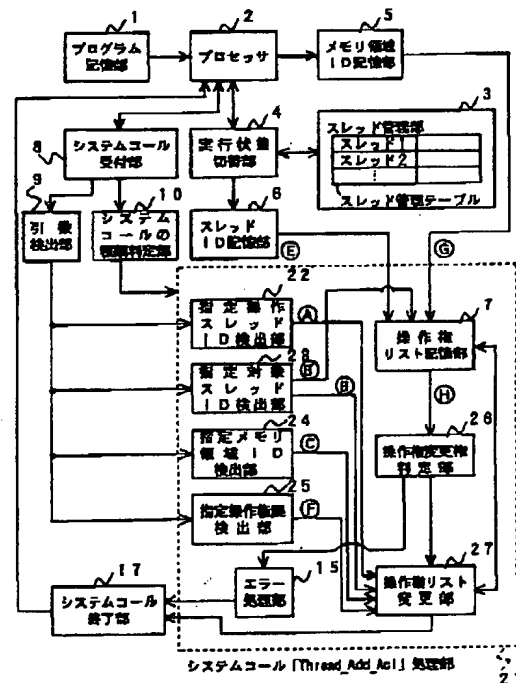 1
プログラム
記憶部
2
プロセッサ
5
メモリ領域
ID記憶部
3
スレッド管理部
スレッド1
スレッド2
スレッド管理テーブル
4
実行状態
切替部
8
システムコール
受付部
9
引数
検出部
10
システム
コールの
種類判定部
6
スレッド
ID記憶部
E
G
22
指定操作
スレッド
ID検出部
A
7
操作権
リスト記憶部
23
指定対象
スレッド
ID検出部
B
B
H
24
指定メモリ
領域ID
検出部
C
26
操作権変更権
判定部
25
指定操作権限
検出部
F
15
エラー
処理部
27
操作権リスト
変更部
17
システムコール
終了部
システムコール「Thread_Add_Acl」処理部